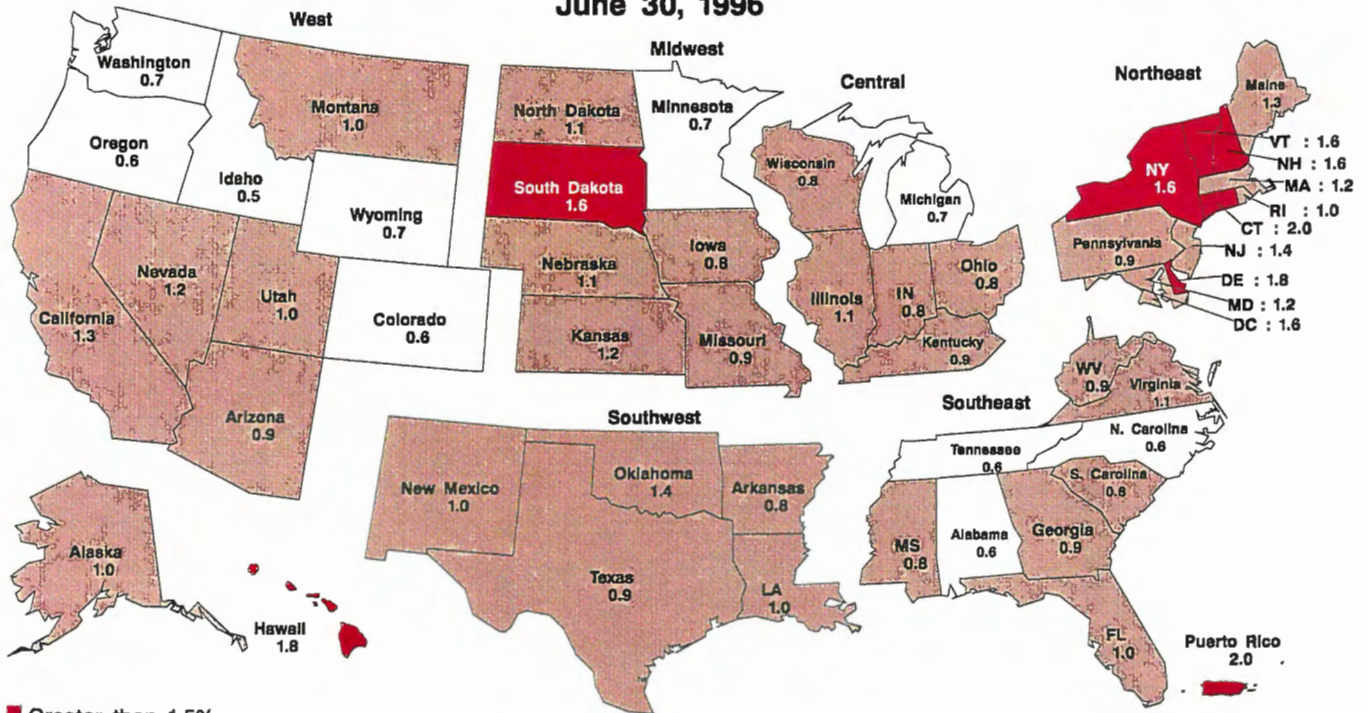 June 30, 1996
West
Washington
0.7
Oregon
0.6
Idaho
0.5
Montana
1.0
Wyoming
0.7
California
1.3
Nevada
1.2
Utah
1.0
Colorado
0.6
Arizona
0.9
Alaska
1.0
Hawaii
1.8
Midwest
North Dakota
1.1
Minnesota
0.7
South Dakota
1.6
Nebraska
1.1
Iowa
0.8
Kansas
1.2
Missouri
0.9
Central
Wisconsin
0.8
Michigan
0.7
Illinois
1.1
IN
0.8
Ohio
0.8
Kentucky
0.9
Northeast
Maine
1.3
NY
1.6
VT : 1.6
NH : 1.6
MA : 1.2
RI : 1.0
CT : 2.0
NJ : 1.4
Pennsylvania
0.9
DE : 1.8
MD : 1.2
DC : 1.6
Southwest
New Mexico
1.0
Oklahoma
1.4
Arkansas
0.8
Texas
0.9
LA
1.0
Southeast
WV
0.9
Virginia
1.1
N. Carolina
0.6
Tennessee
0.6
S. Carolina
0.8
MS
0.8
Alabama
0.6
Georgia
0.9
FL
1.0
Puerto Rico
2.0
Greater than 1.5%